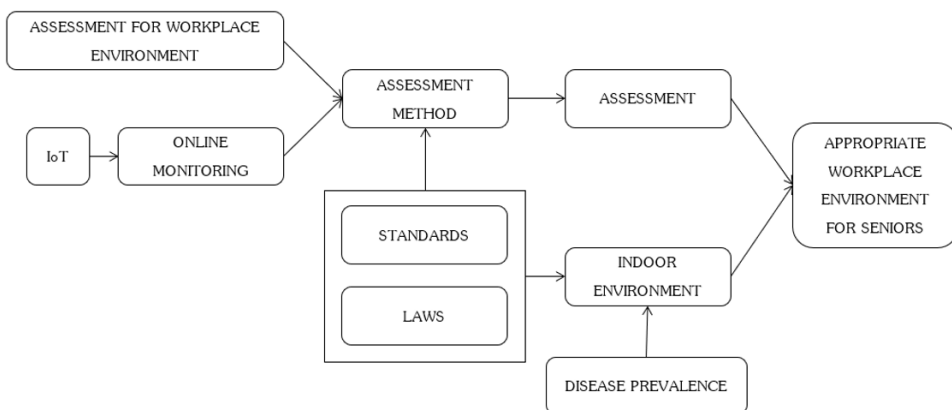 ASSESSMENT FOR WORKPLACE
ENVIRONMENT
IoT
ONLINE
MONITORING
ASSESSMENT
METHOD
STANDARDS
LAWS
ASSESSMENT
INDOOR
ENVIRONMENT
DISEASE PREVALENCE
APPROPRIATE
WORKPLACE
ENVIRONMENT
FOR SENIORS